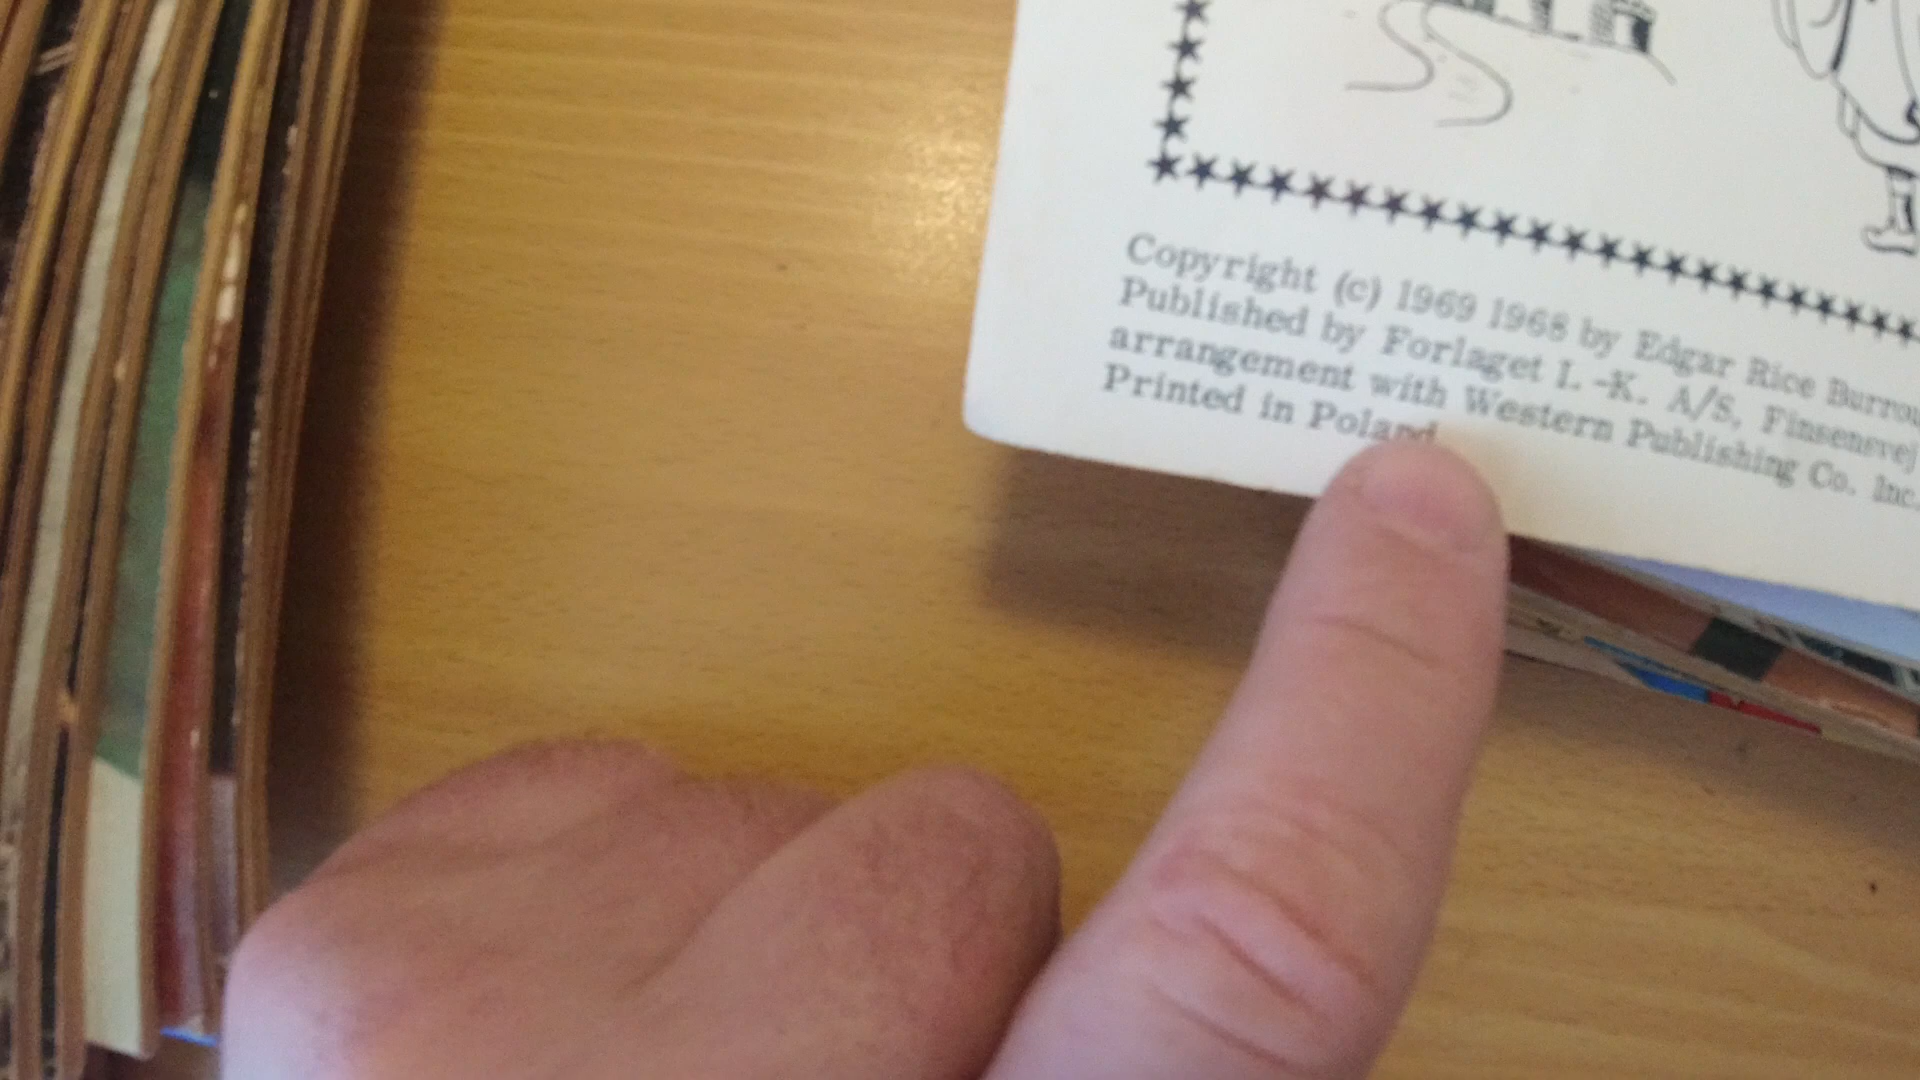 Copyright (c) 1969 1968 by Edgar Rice Burrou
Published by Forlaget I. -K. A/S, Finsensvej
arrangement with Western Publishing Co. Inc.
Printed in Poland